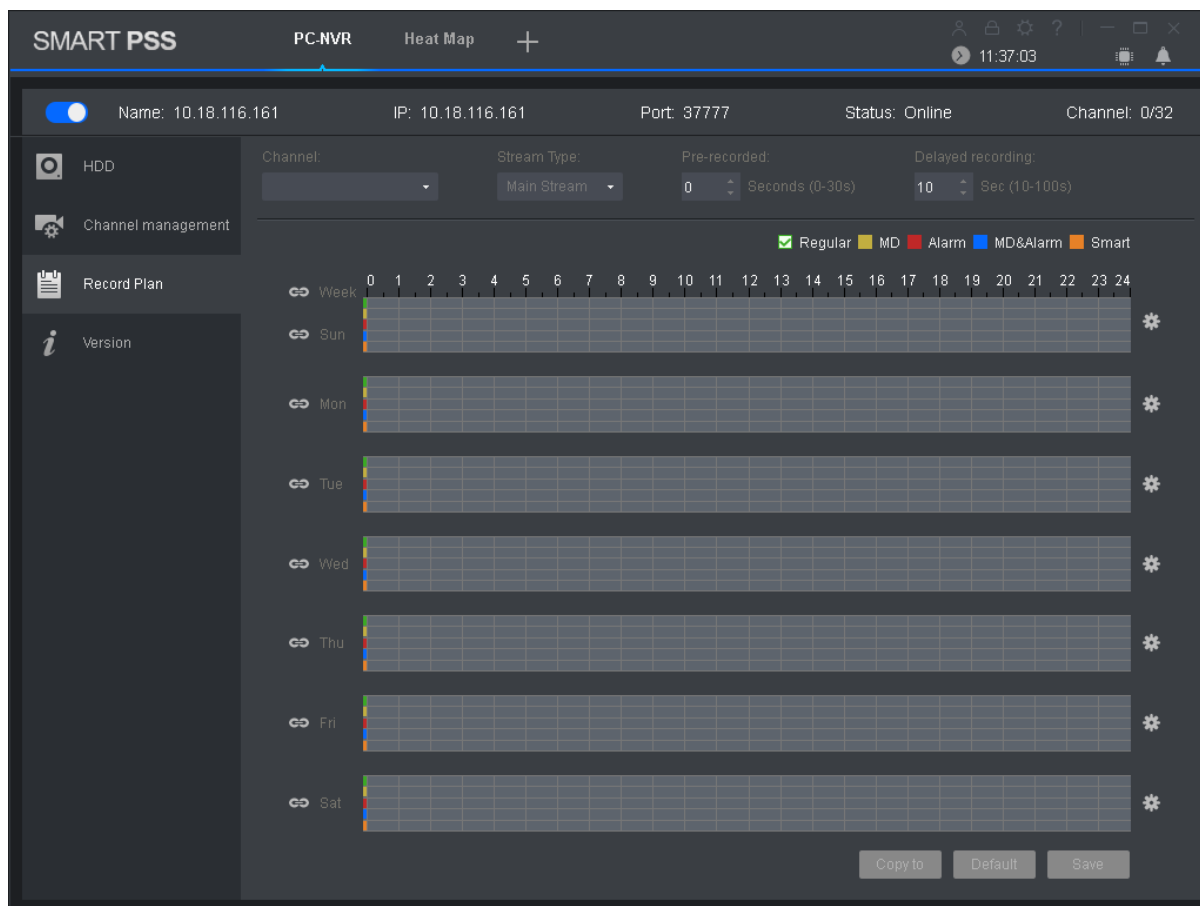 SMART PSS PC-NVR Heat Map
11:37:03
Name: 10.18.116.161 IP: 10.18.116.161 Port: 37777 Status: Online Channel: 0/32
HDD
Channel management
Record Plan
Version
Channel: Stream Type: Pre-recorded: Delayed recording:
Main Stream 0 Seconds (0-30s) 10 Sec (10-100s)
Regular MD Alarm MD&Alarm Smart
Week 0 1 2 3 4 5 6 7 8 9 10 11 12 13 14 15 16 17 18 19 20 21 22 23 24
Sun
Mon
Tue
Wed
Thu
Fri
Sat
Copy to Default Save